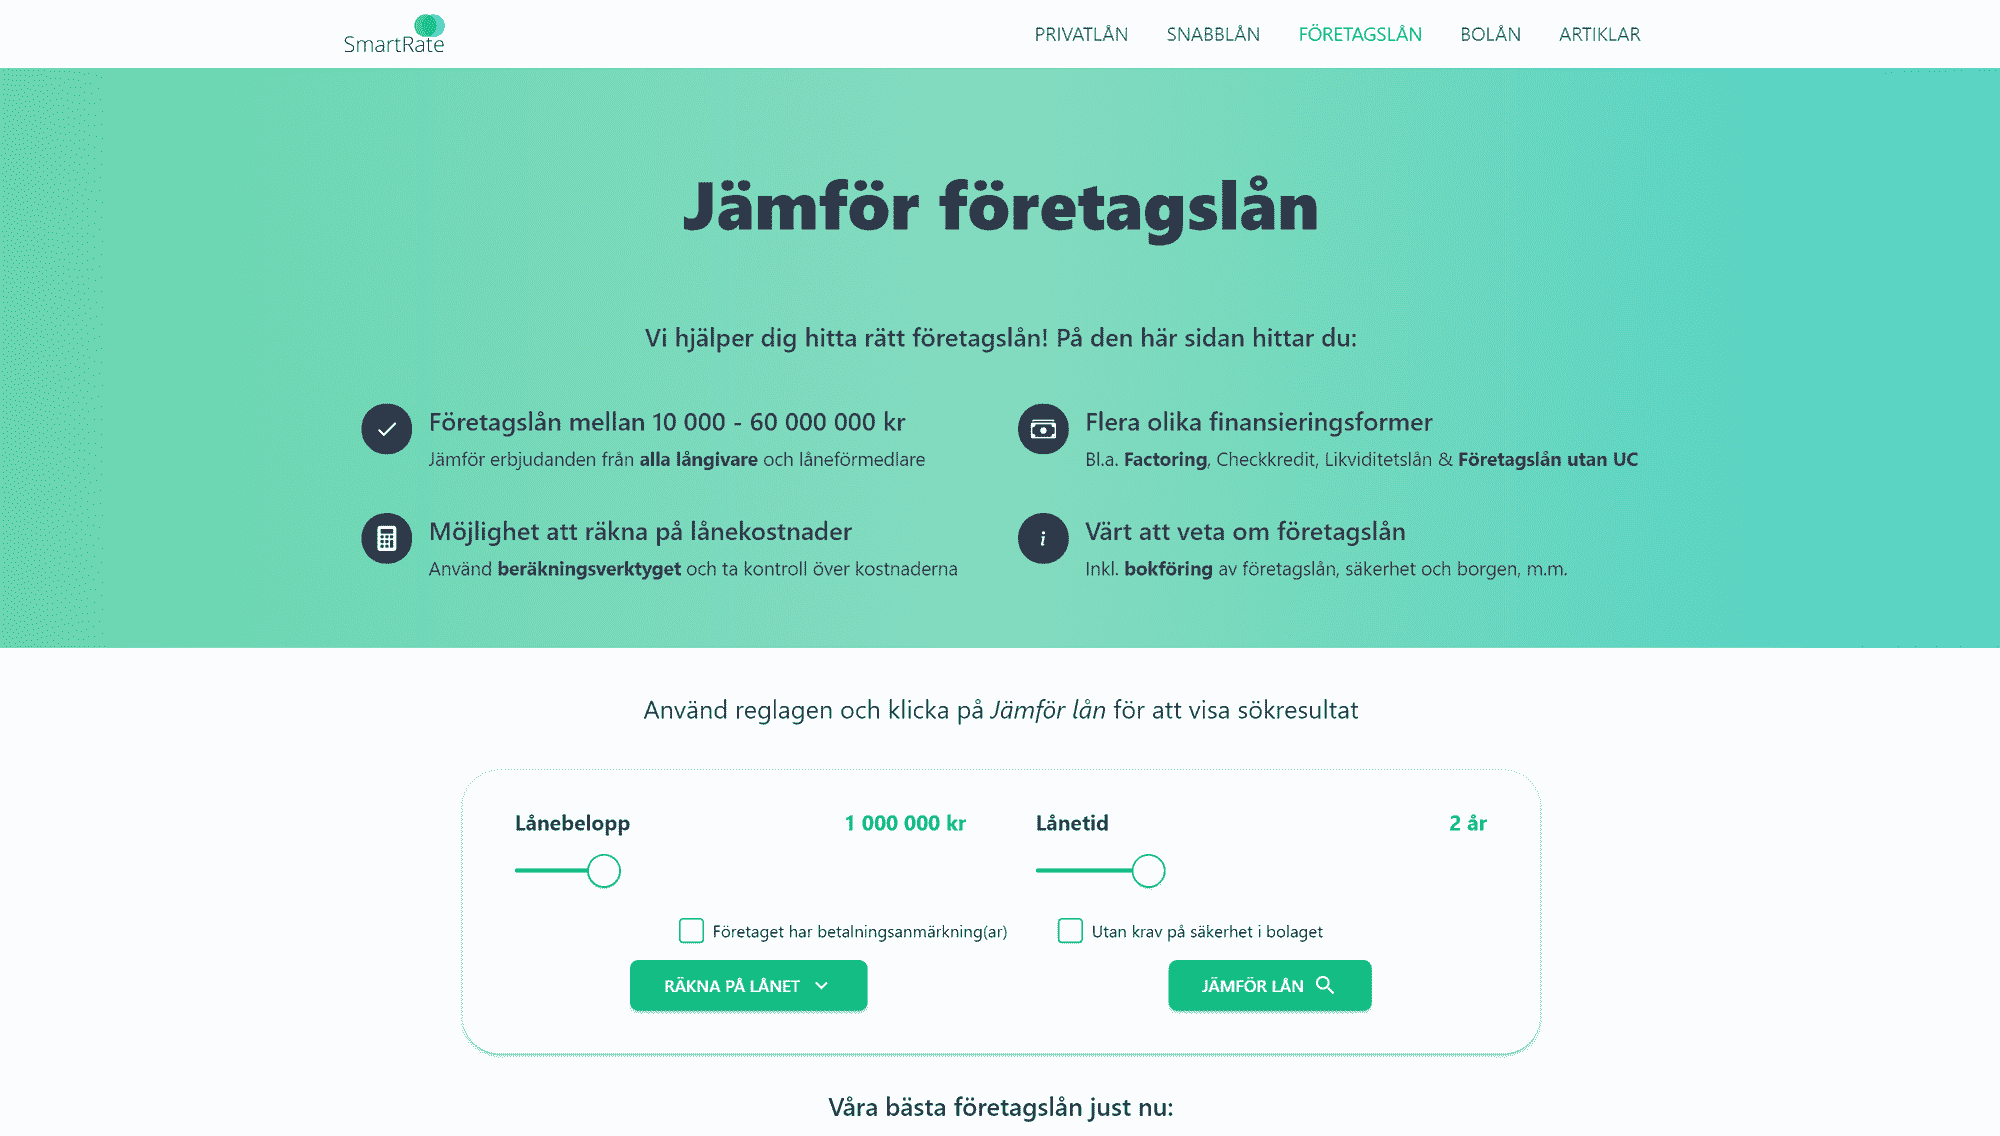 SmartRate
PRIVATLÅN SNABBLÅN FÖRETAGSLÅN BOLÅN ARTIKLAR
Jämför företagslån
Vi hjälper dig hitta rätt företagslån! På den här sidan hittar du:
Företagslån mellan 10 000 - 60 000 000 kr
Jämför erbjudanden från alla långivare och låneförmedlare
Flera olika finansieringsformer
Bl.a. Factoring, Checkkredit, Likviditetslån & Företagslån utan UC
Möjlighet att räkna på lånekostnader
Använd beräkningsverktyget och ta kontroll över kostnaderna
Värt att veta om företagslån
Inkl. bokföring av företagslån, säkerhet och borgen, m.m.
Använd reglagen och klicka på Jämför lån för att visa sökresultat
Lånebelopp 1 000 000 kr
Lånetid 2 år
Företaget har betalningsanmärkning(ar)
Utan krav på säkerhet i bolaget
RÄKNA PÅ LÅNET
JÄMFÖR LÅN
Våra bästa företagslån just nu: